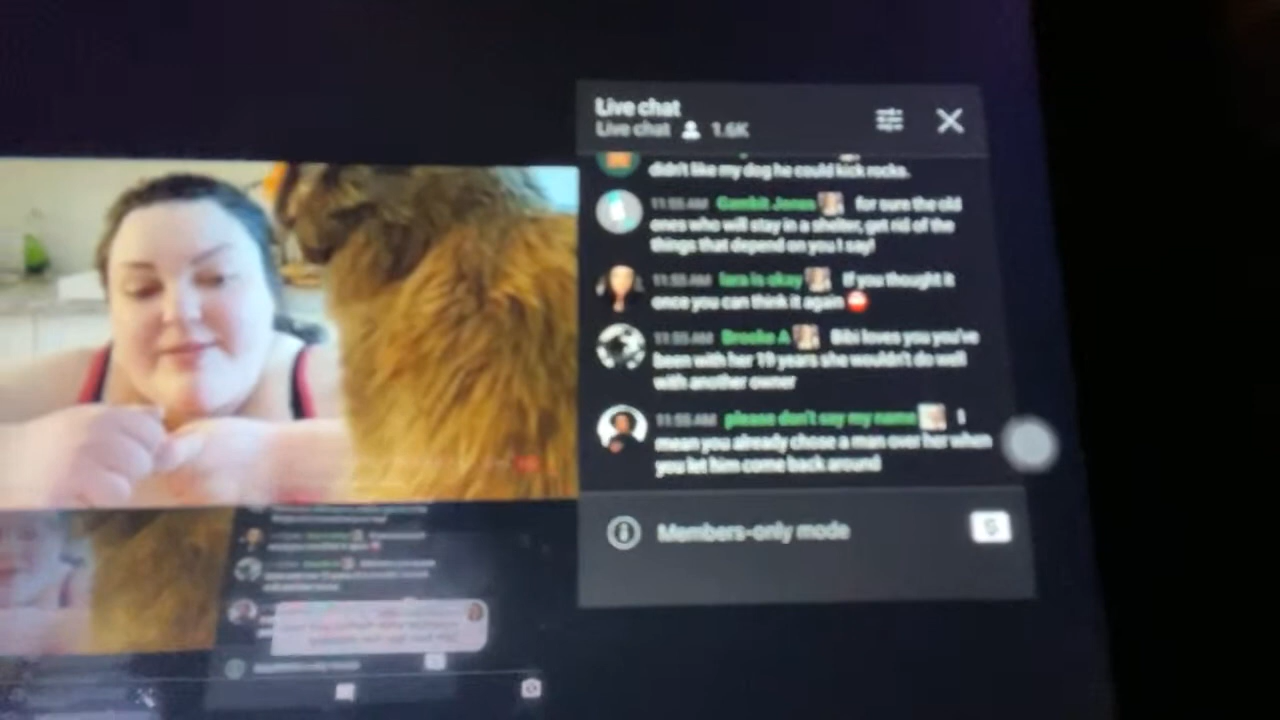 Live chat
Live chat 1.6K
didn't like my dog he could kick rocks.
11:55 AM Gambit Jonas for sure the old
ones who will stay in a shelter, get rid of the
things that depend on you I say!
11:55 AM lara is okay If you thought it
once you can think it again
11:55 AM Brooke A Bibi loves you you've
been with her 19 years she wouldn't do well
with another owner
11:55 AM please don't say my name I
mean you already chose a man over her when
you let him come back around
Members-only mode